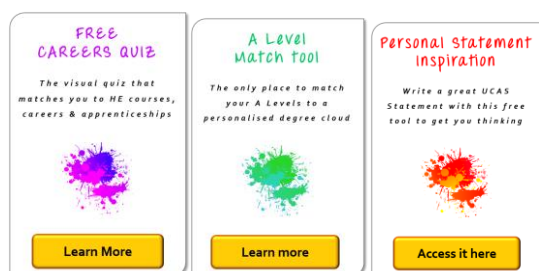 FREE
CAREERS QUIZ
The visual quiz that
matches you to HE courses,
careers & apprenticeships
Learn More
A Level
Match tool
The only place to match
your A Levels to a
personalised degree cloud
Learn more
Personal Statement
Inspiration
Write a great UCAS
Statement with this free
tool to get you thinking
Access it here